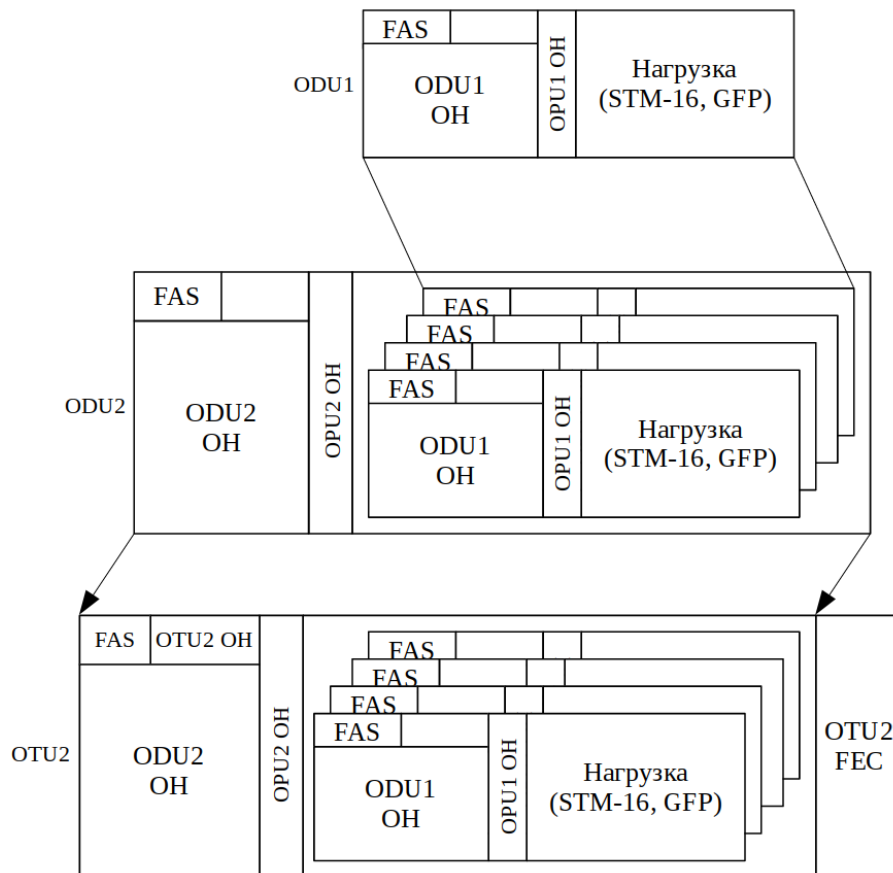 FAS
ODU1
ODU1
OH
OPU1 OH
Нагрузка
(STM-16, GFP)
FAS
ODU2
ODU2
OH
OPU2 OH
FAS
FAS
FAS
FAS
ODU1
OH
OPU1 OH
Нагрузка
(STM-16, GFP)
FAS
OTU2 OH
OTU2
ODU2
OH
OPU2 OH
FAS
FAS
FAS
FAS
ODU1
OH
OPU1 OH
Нагрузка
(STM-16, GFP)
OTU2
FEC